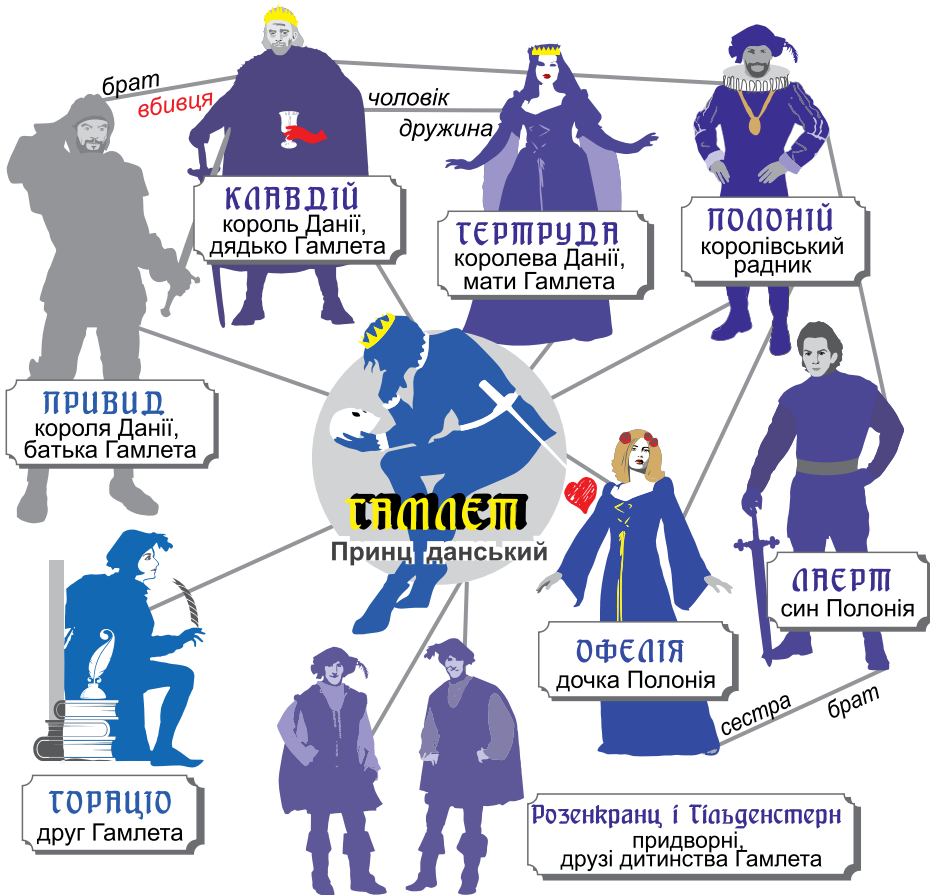 брат
вбивця
чоловік
дружина
КЛАВДІЙ
король Данії,
дядько Гамлета
ГЕРТРУДА
королева Данії,
мати Гамлета
ПОЛОНІЙ
королівський
радник
ПРИВИД
короля Данії,
батька Гамлета
ГАМЛЕТ
Принц данський
ЛАЕРТ
син Полонія
ОФЕЛІЯ
дочка Полонія
сестра
брат
ГОРАЦІО
друг Гамлета
Розенкранц і Гільденстерн
придворні,
друзі дитинства Гамлета